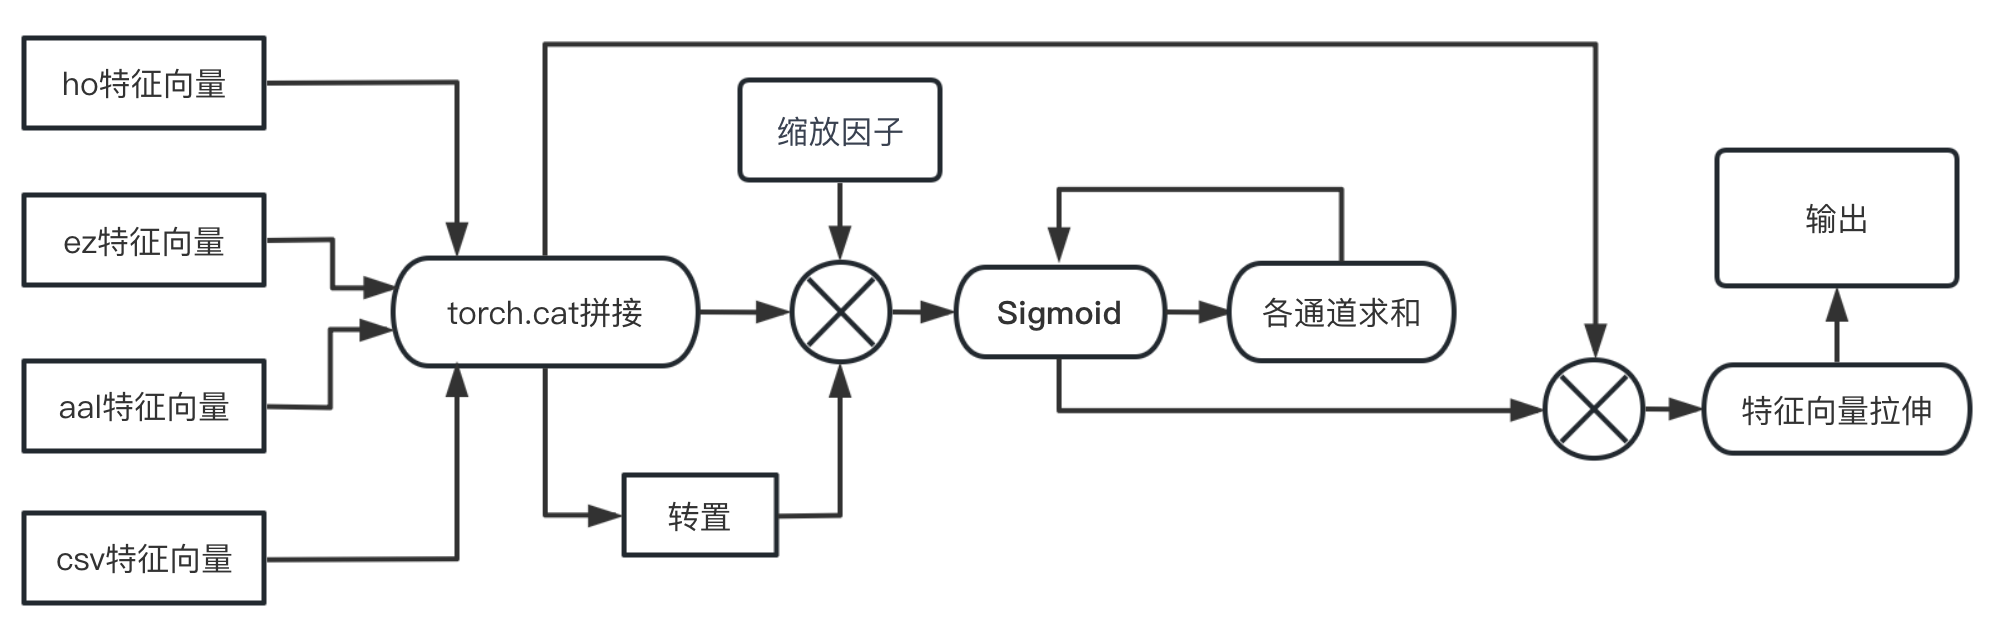 ho特征向量
ez特征向量
aal特征向量
csv特征向量
torch.cat拼接
转置
缩放因子
Sigmoid
各通道求和
特征向量拉伸
输出